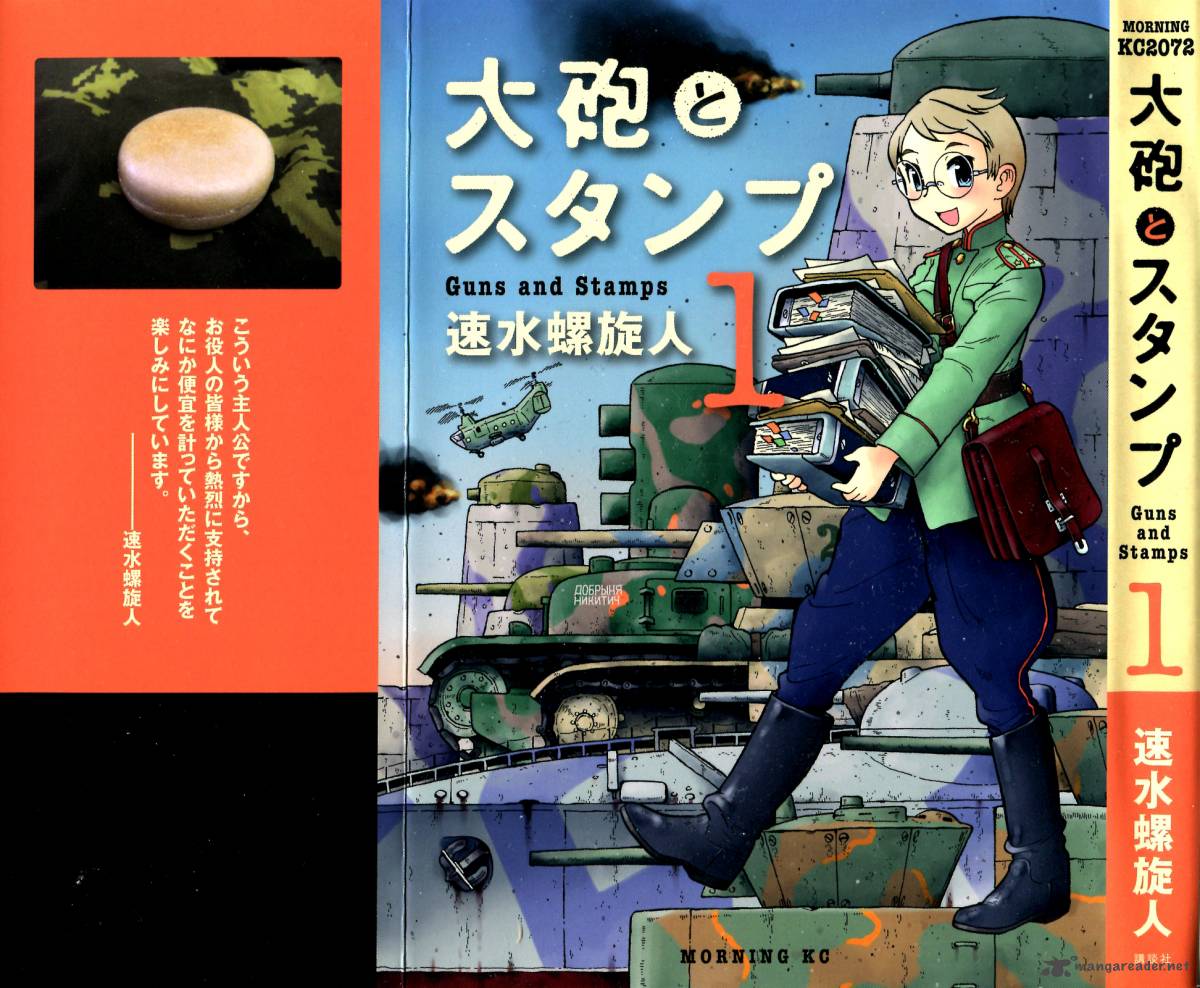 こういう主人公ですから、
お役人の皆様から熱烈に支持されて
なにか便宜を計っていただくことを
楽しみにしています。
速水螺旋人
大砲と
スタンプ
Guns and Stamps
1
速水螺旋人
ДОБРЫНЯ
НИКИТИЧ
2
MORNING KC
MORNING
KC2072
大砲とスタンプ
Guns
and
Stamps
1
速水螺旋人
講談社
mangareader.net